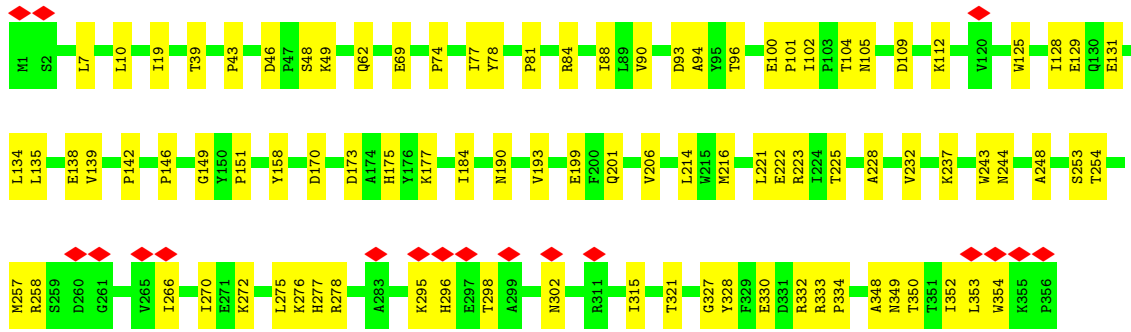 M1 S2 L7 L10 I19 T39 P43 D46 P47 S48 K49 Q62 E69 P74 I77 Y78 P81 R84 I88 L89 V90 D93 A94 Y95 T96 E100 P101 I102 P103 T104 N105 D109 K112 V120 W125 I128 E129 Q130 E131
L134 L135 E138 V139 P142 P146 G149 Y150 P151 Y158 D170 D173 A174 H175 Y176 K177 I184 N190 V193 E199 F200 Q201 V206 L214 W215 M216 L221 E222 R223 I224 T225 A228 V232 K237 W243 N244 A248 S253 T254
M257 R258 S259 D260 G261 V265 I266 I270 E271 K272 L275 K276 H277 R278 A283 K295 H296 E297 T298 A299 N302 R311 I315 T321 G327 Y328 F329 E330 D331 R332 R333 P334 A348 N349 T350 T351 I352 L353 W354 K355 P356